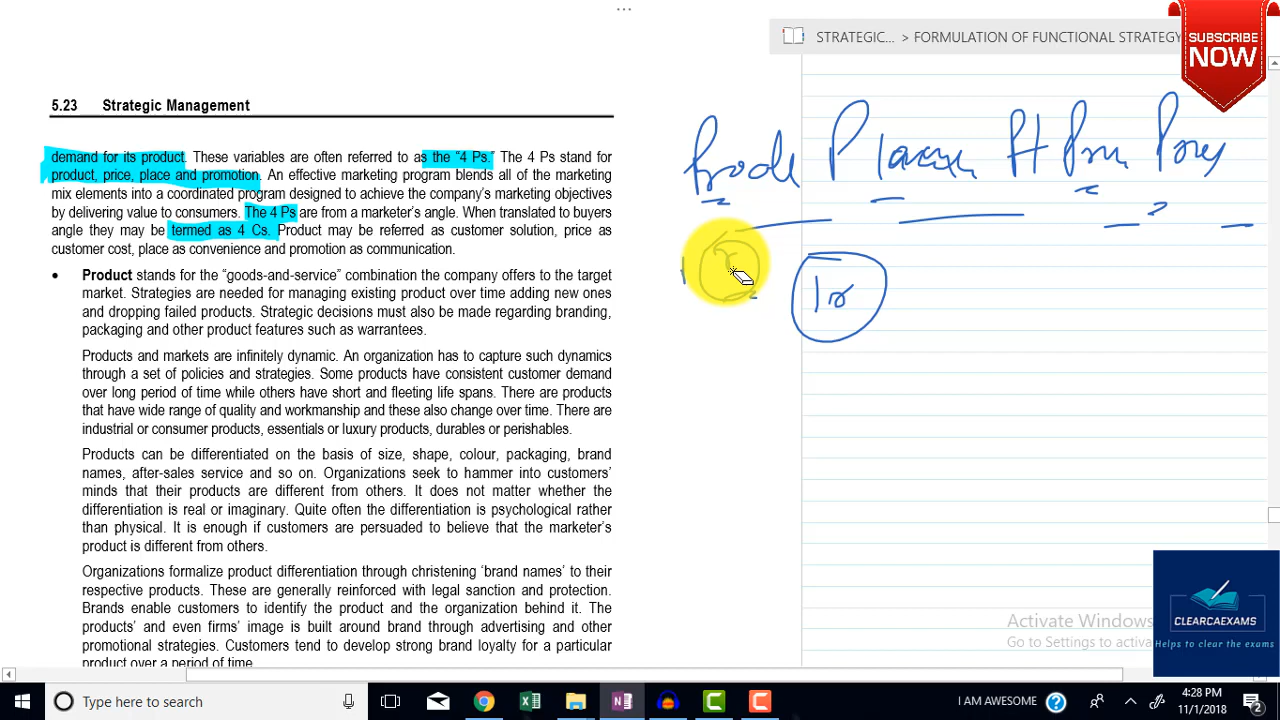 STRATEGIC... > FORMULATION OF FUNCTIONAL STRATEGY
SUBSCRIBE
NOW
5.23 Strategic Management
demand for its product. These variables are often referred to as the "4 Ps." The 4 Ps stand for
product, price, place and promotion. An effective marketing program blends all of the marketing
mix elements into a coordinated program designed to achieve the company's marketing objectives
by delivering value to consumers. The 4 Ps are from a marketer's angle. When translated to buyers
angle they may be termed as 4 Cs. Product may be referred as customer solution, price as
customer cost, place as convenience and promotion as communication.
• Product stands for the "goods-and-service" combination the company offers to the target
market. Strategies are needed for managing existing product over time adding new ones
and dropping failed products. Strategic decisions must also be made regarding branding,
packaging and other product features such as warrantees.
Products and markets are infinitely dynamic. An organization has to capture such dynamics
through a set of policies and strategies. Some products have consistent customer demand
over long period of time while others have short and fleeting life spans. There are products
that have wide range of quality and workmanship and these also change over time. There are
industrial or consumer products, essentials or luxury products, durables or perishables.
Products can be differentiated on the basis of size, shape, colour, packaging, brand
names, after-sales service and so on. Organizations seek to hammer into customers'
minds that their products are different from others. It does not matter whether the
differentiation is real or imaginary. Quite often the differentiation is psychological rather
than physical. It is enough if customers are persuaded to believe that the marketer's
product is different from others.
Organizations formalize product differentiation through christening 'brand names' to their
respective products. These are generally reinforced with legal sanction and protection.
Brands enable customers to identify the product and the organization behind it. The
products' and even firms' image is built around brand through advertising and other
promotional strategies. Customers tend to develop strong brand loyalty for a particular
product over a period of time.
CLEARCAEXAMS
Helps to clear the exams
Activate Windows
Go to Settings to activa
Type here to search
I AM AWESOME
4:28 PM
11/1/2018
2